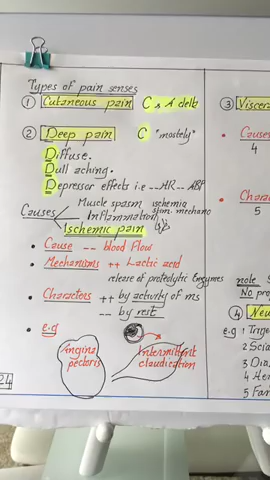 Types of pain senses
① Cutaneous pain C & A delta
② Deep pain C "mostely"
Diffuse.
Dull aching.
Depressor effects i.e -- HR -- ABP
Causes Muscle spasm ischemia
Inflammation mechano
Ischemic pain
• Cause -- blood Flow
• Mechanisms ++ Lactic acid
release of proteolytic Enzymes
• Characters ++ by activity of ms
-- by rest
• e.g
Angina Intermittent
pectoris claudication
24
③ Viscer
• Causes
4
• Chara
5
note
No pro
④ Neu
e.g 1 Trige
2 Scia
3 Dia
4 Her
5 Fan